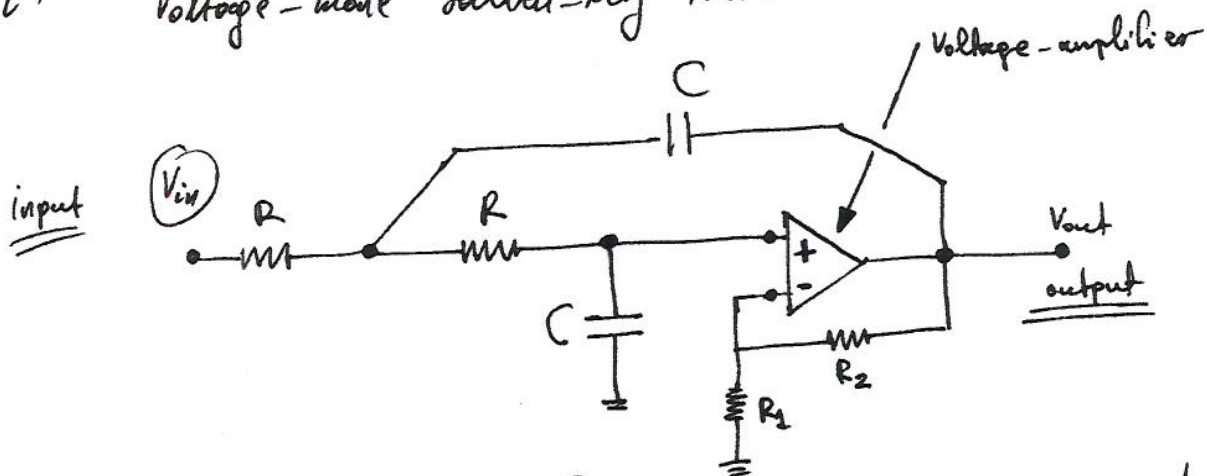 Voltage-mode
Voltage-amplifier
C
Vin
input
R
R
Vout
+
-
output
C
R2
R1